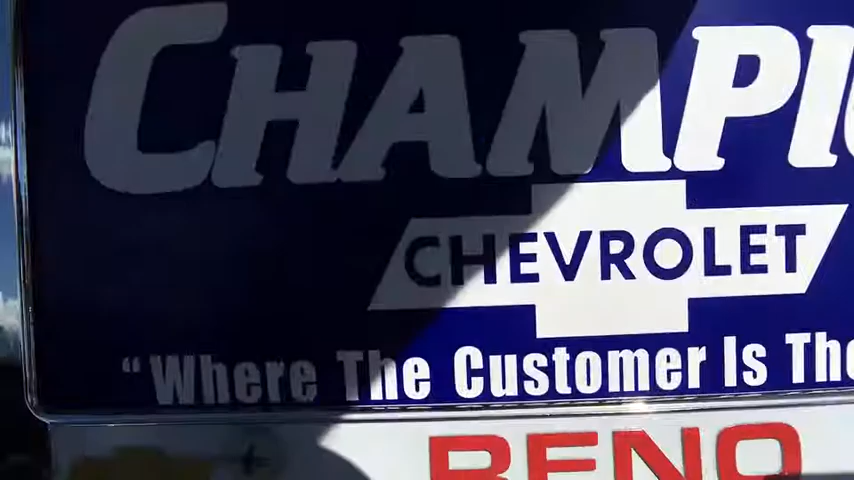 CHAMPI
CHEVROLET
"Where The Customer Is The
RENO